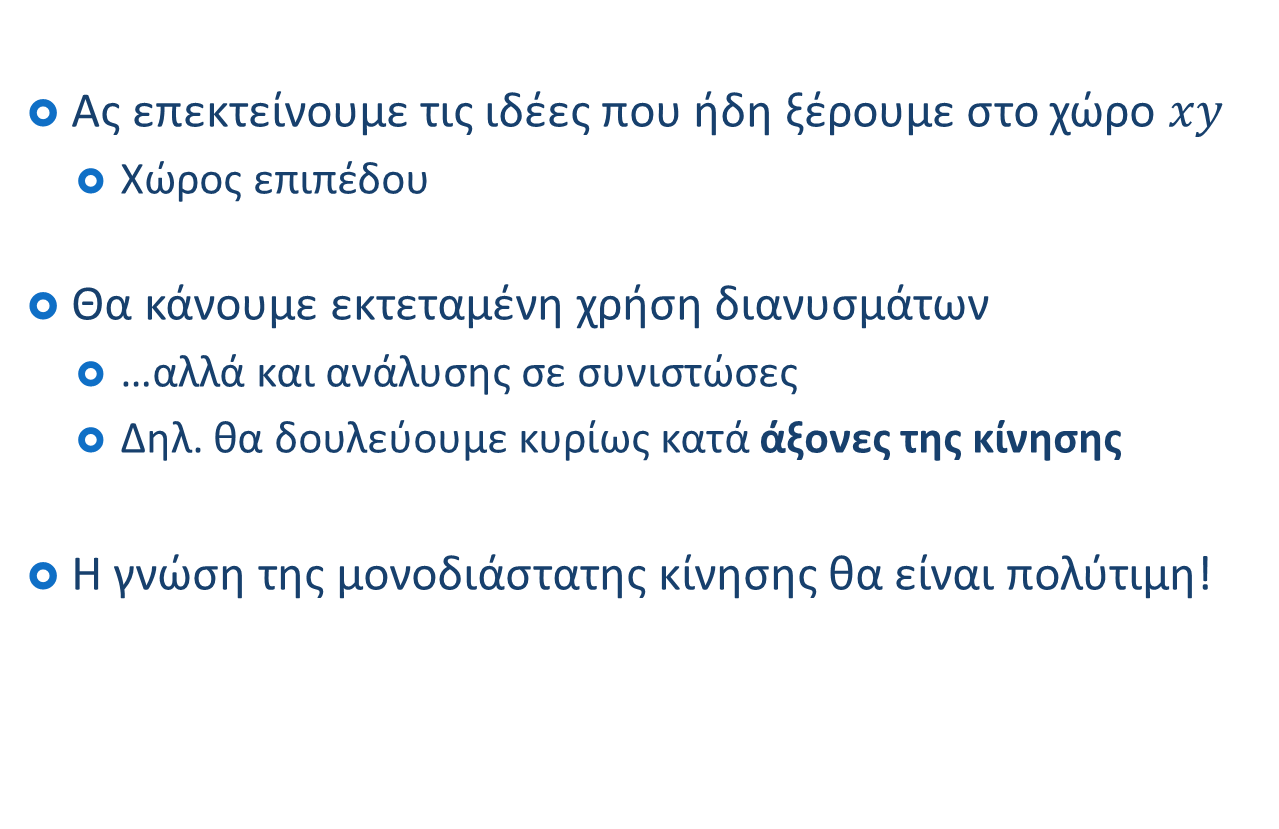 Ας επεκτείνουμε τις ιδέες που ήδη ξέρουμε στο χώρο xy
Χώρος επιπέδου
Θα κάνουμε εκτεταμένη χρήση διανυσμάτων
…αλλά και ανάλυσης σε συνιστώσες
Δηλ. θα δουλεύουμε κυρίως κατά άξονες της κίνησης
Η γνώση της μονοδιάστατης κίνησης θα είναι πολύτιμη!